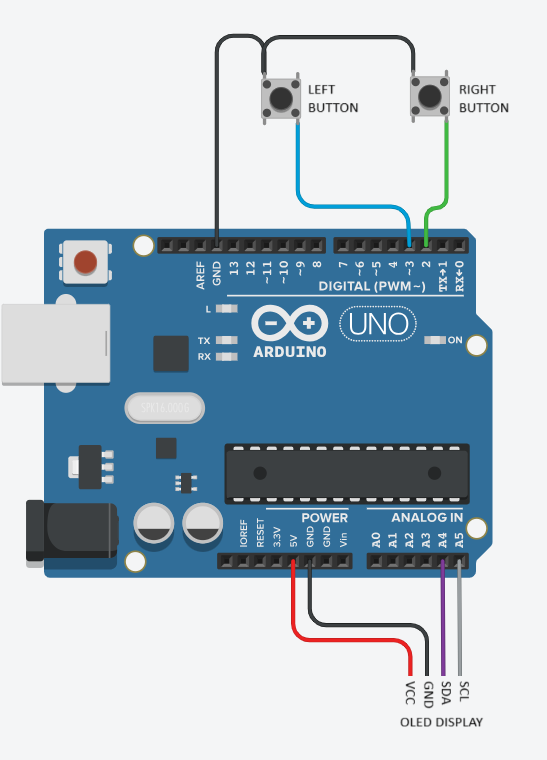 LEFT
BUTTON
RIGHT
BUTTON
AREF
GND
13
12
~11
~10
~9
8
7
~6
~5
4
~3
2
TX→1
RX←0
DIGITAL (PWM~)
L
TX
RX
ARDUINO
UNO
ON
SPK16.000G
POWER
ANALOG IN
IOREF
RESET
3.3V
5V
GND
GND
Vin
A0
A1
A2
A3
A4
A5
VCC
GND
SDA
SCL
OLED DISPLAY